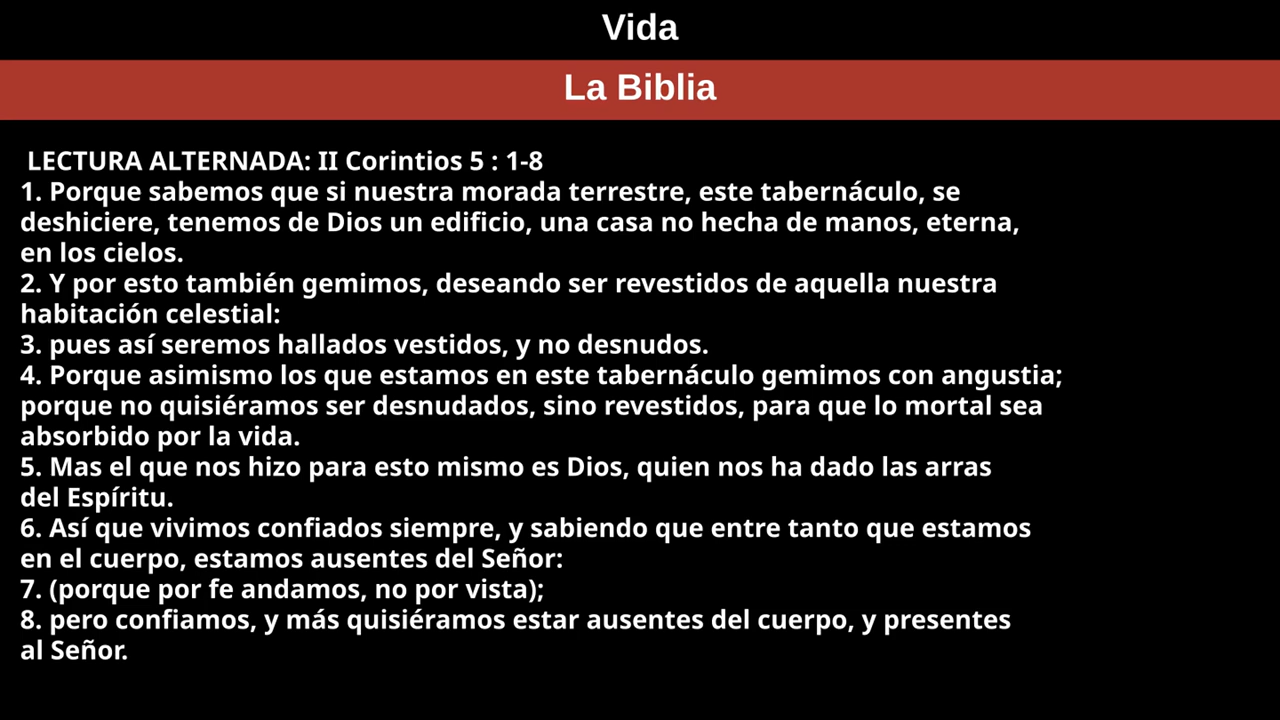 Vida
La Biblia
LECTURA ALTERNADA: II Corintios 5 : 1-8
1. Porque sabemos que si nuestra morada terrestre, este tabernáculo, se
deshiciere, tenemos de Dios un edificio, una casa no hecha de manos, eterna,
en los cielos.
2. Y por esto también gemimos, deseando ser revestidos de aquella nuestra
habitación celestial:
3. pues así seremos hallados vestidos, y no desnudos.
4. Porque asimismo los que estamos en este tabernáculo gemimos con angustia;
porque no quisiéramos ser desnudados, sino revestidos, para que lo mortal sea
absorbido por la vida.
5. Mas el que nos hizo para esto mismo es Dios, quien nos ha dado las arras
del Espíritu.
6. Así que vivimos confiados siempre, y sabiendo que entre tanto que estamos
en el cuerpo, estamos ausentes del Señor:
7. (porque por fe andamos, no por vista);
8. pero confiamos, y más quisiéramos estar ausentes del cuerpo, y presentes
al Señor.